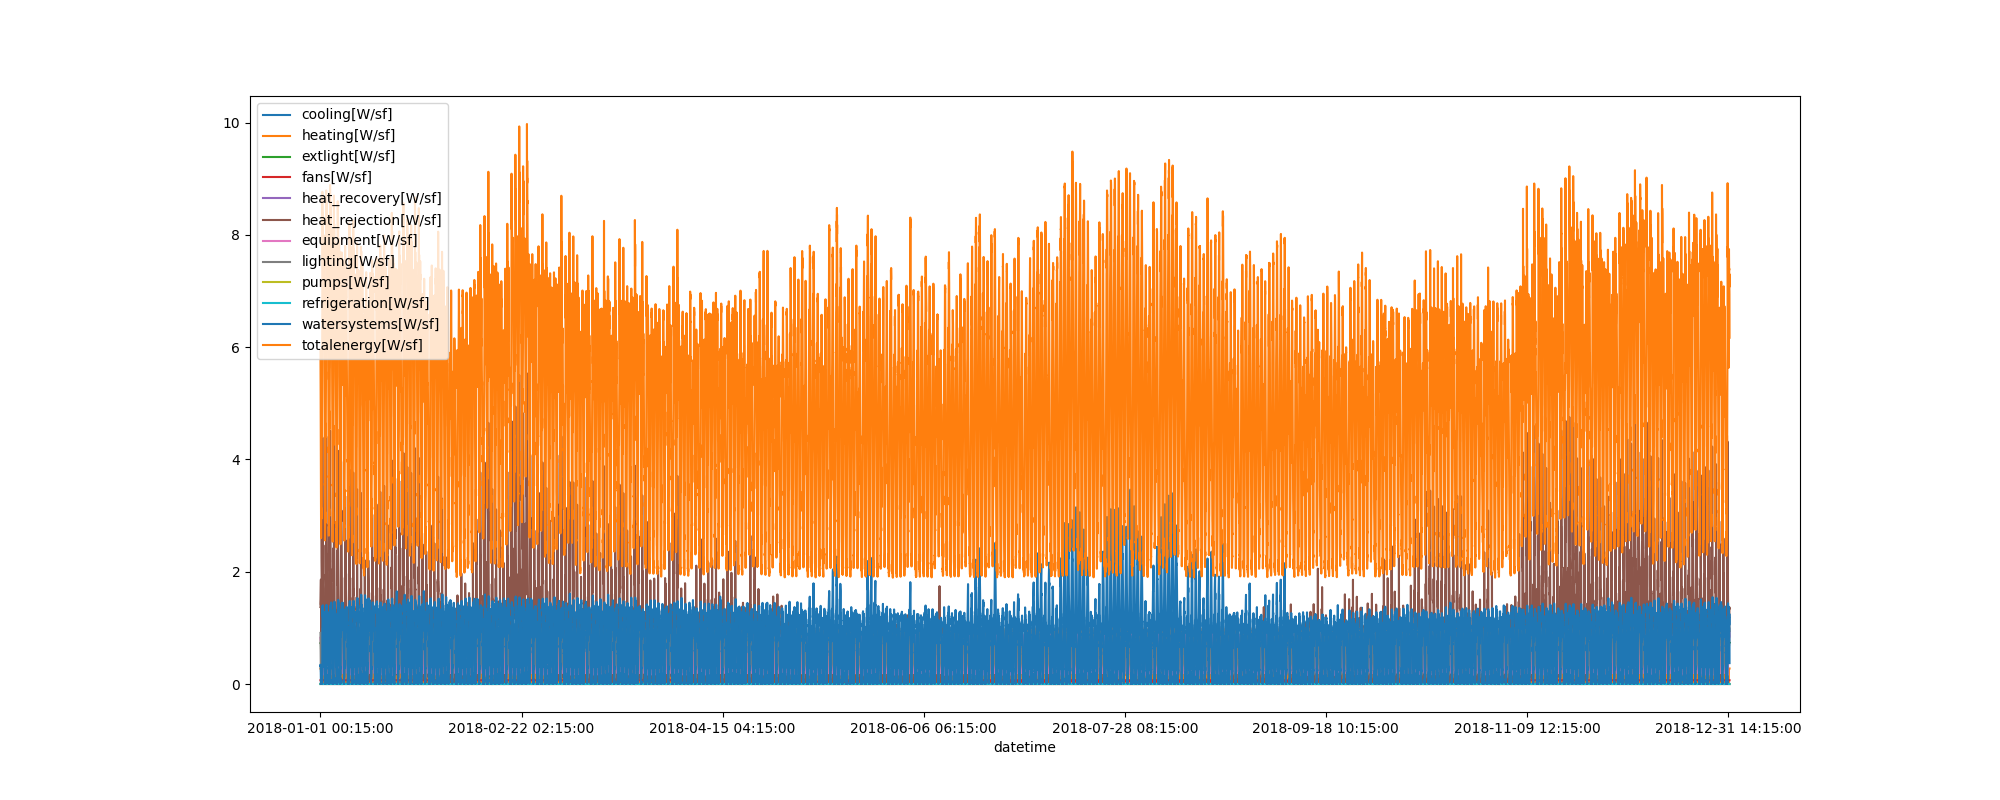 10
8
6
4
2
0
cooling[W/sf]
heating[W/sf]
extlight[W/sf]
fans[W/sf]
heat_recovery[W/sf]
heat_rejection[W/sf]
equipment[W/sf]
lighting[W/sf]
pumps[W/sf]
refrigeration[W/sf]
watersystems[W/sf]
totalenergy[W/sf]
2018-01-01 00:15:00 2018-02-22 02:15:00 2018-04-15 04:15:00 2018-06-06 06:15:00 2018-07-28 08:15:00 2018-09-18 10:15:00 2018-11-09 12:15:00 2018-12-31 14:15:00
datetime